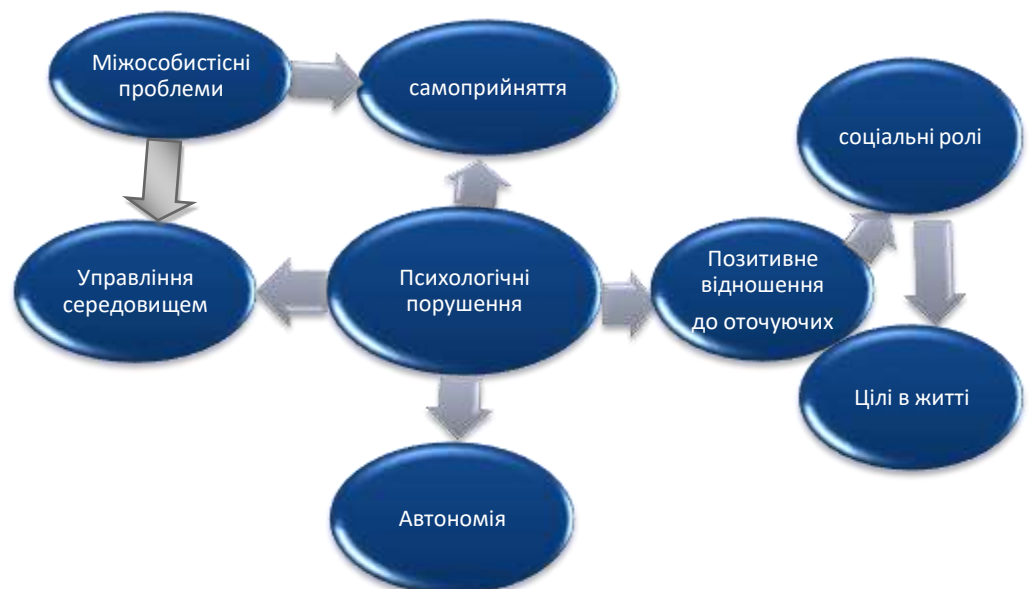 Міжособистісні
проблеми
самоприйняття
соціальні ролі
Управління
середовищем
Психологічні
порушення
Позитивне
відношення
до оточуючих
Цілі в житті
Автономія